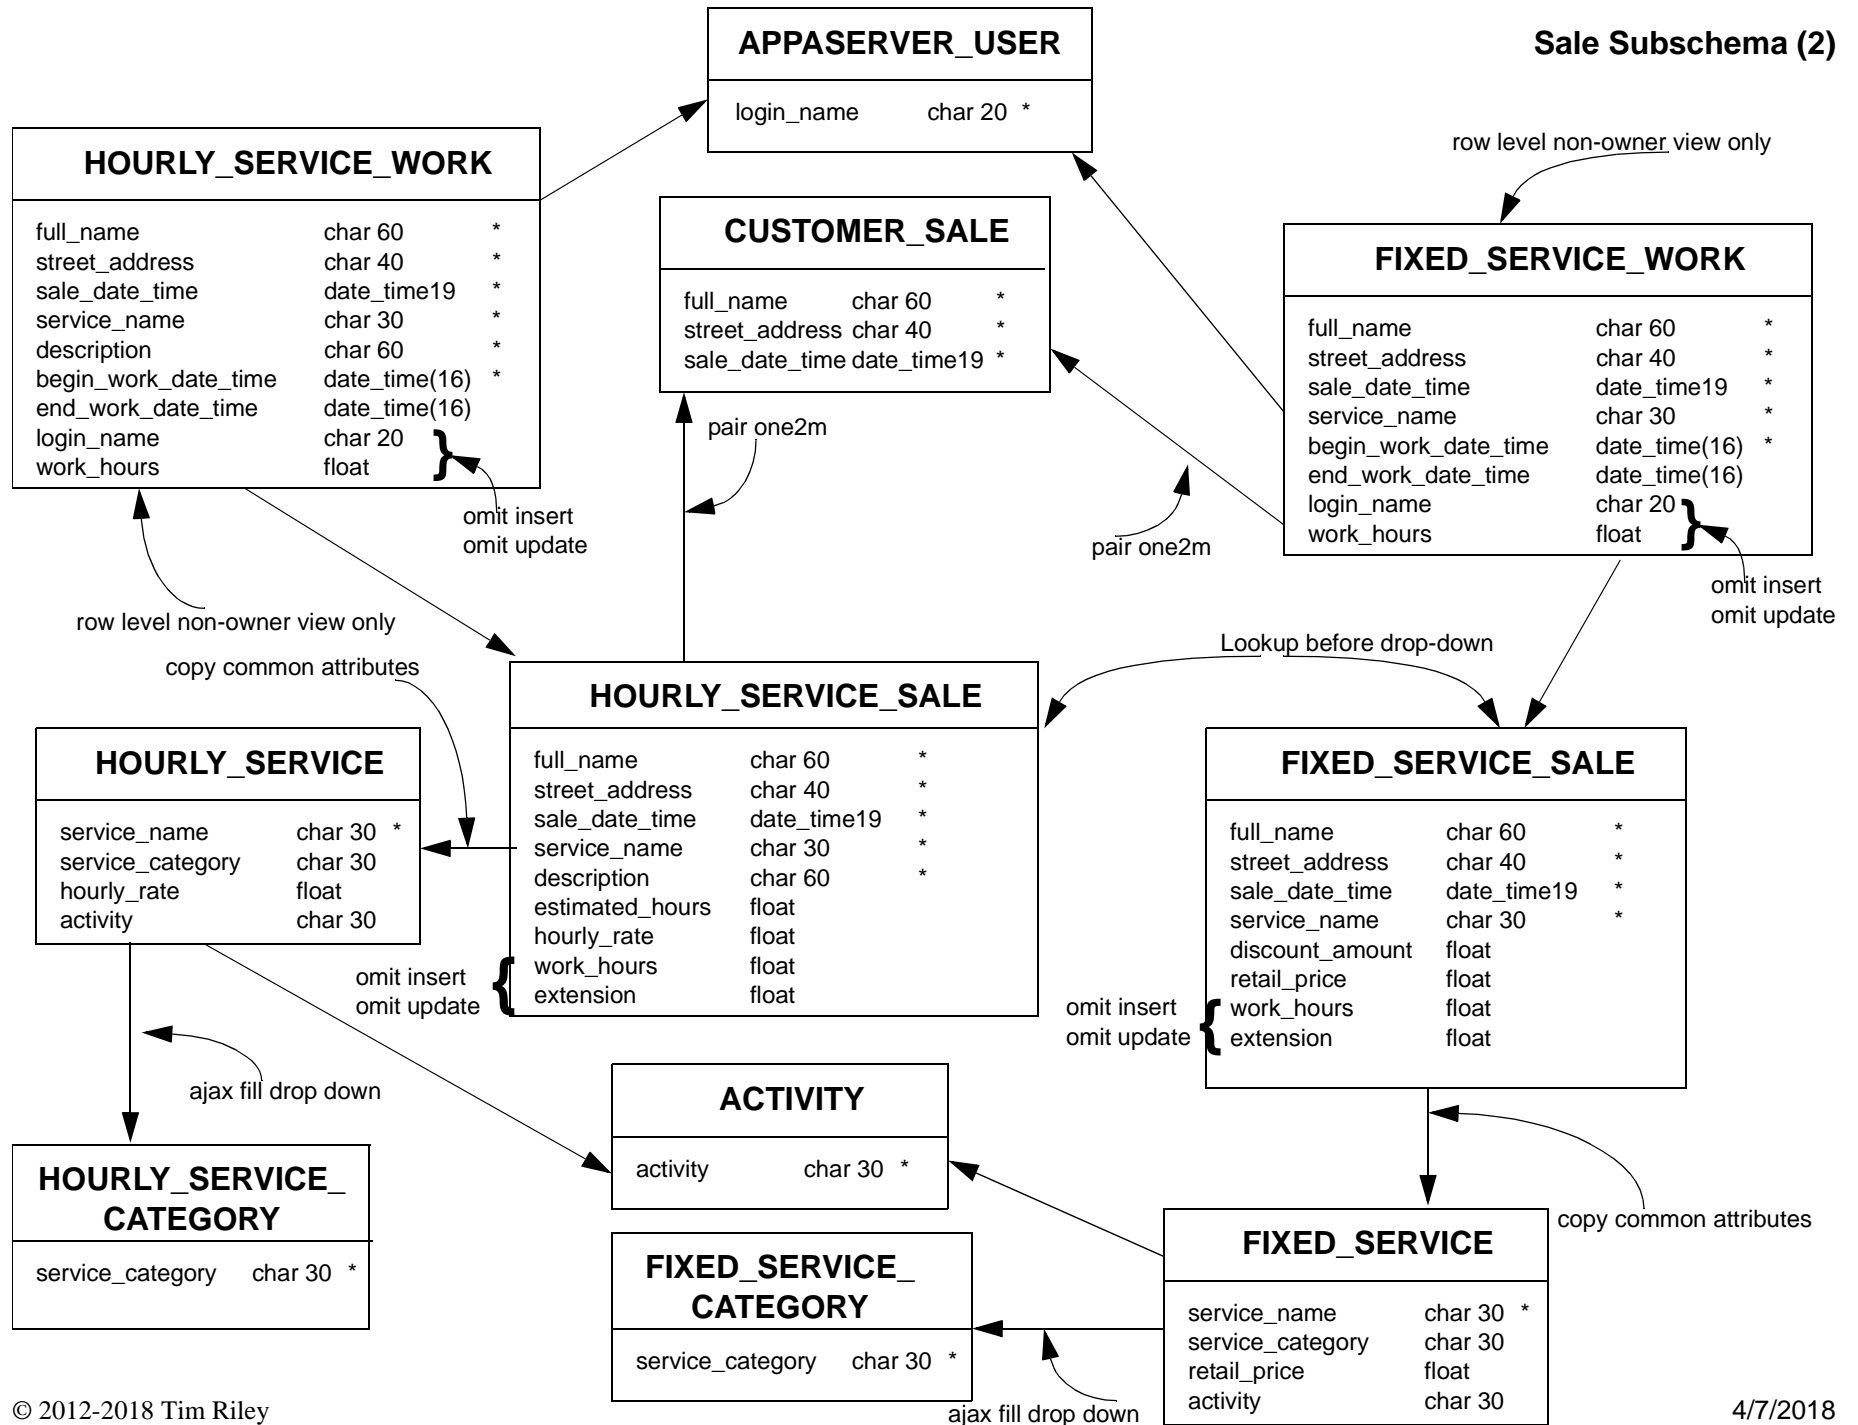 Sale Subschema (2)
APPASERVER_USER
login_name char 20 *
HOURLY_SERVICE_WORK
full_name char 60 *
street_address char 40 *
sale_date_time date_time19 *
service_name char 30 *
description char 60 *
begin_work_date_time date_time(16) *
end_work_date_time date_time(16)
login_name char 20
work_hours float
}
omit insert
omit update
row level non-owner view only
CUSTOMER_SALE
full_name char 60 *
street_address char 40 *
sale_date_time date_time19 *
pair one2m
row level non-owner view only
FIXED_SERVICE_WORK
full_name char 60 *
street_address char 40 *
sale_date_time date_time19 *
service_name char 30 *
begin_work_date_time date_time(16) *
end_work_date_time date_time(16)
login_name char 20
work_hours float
}
omit insert
omit update
pair one2m
Lookup before drop-down
copy common attributes
HOURLY_SERVICE_SALE
full_name char 60 *
street_address char 40 *
sale_date_time date_time19 *
service_name char 30 *
description char 60 *
estimated_hours float
hourly_rate float
work_hours float
extension float
{
omit insert
omit update
HOURLY_SERVICE
service_name char 30 *
service_category char 30
hourly_rate float
activity char 30
ajax fill drop down
HOURLY_SERVICE_
CATEGORY
service_category char 30 *
FIXED_SERVICE_SALE
full_name char 60 *
street_address char 40 *
sale_date_time date_time19 *
service_name char 30 *
discount_amount float
retail_price float
work_hours float
extension float
{
omit insert
omit update
copy common attributes
ACTIVITY
activity char 30 *
FIXED_SERVICE_
CATEGORY
service_category char 30 *
ajax fill drop down
FIXED_SERVICE
service_name char 30 *
service_category char 30
retail_price float
activity char 30
© 2012-2018 Tim Riley
4/7/2018